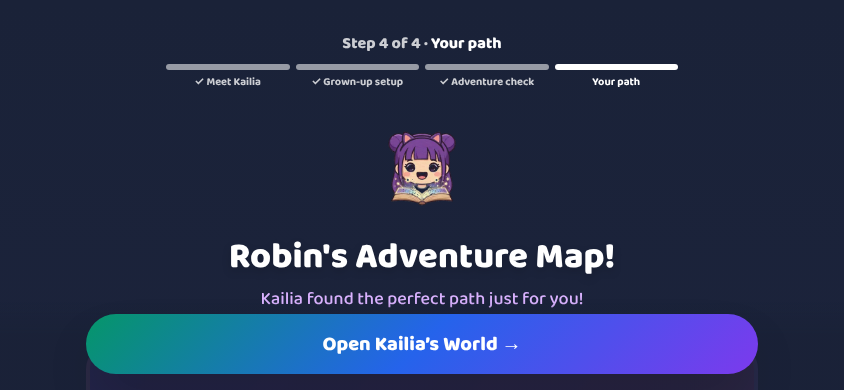 Step 4 of 4 · Your path
✓ Meet Kailia
✓ Grown-up setup
✓ Adventure check
Your path
Robin's Adventure Map!
Kailia found the perfect path just for you!
Open Kailia's World →